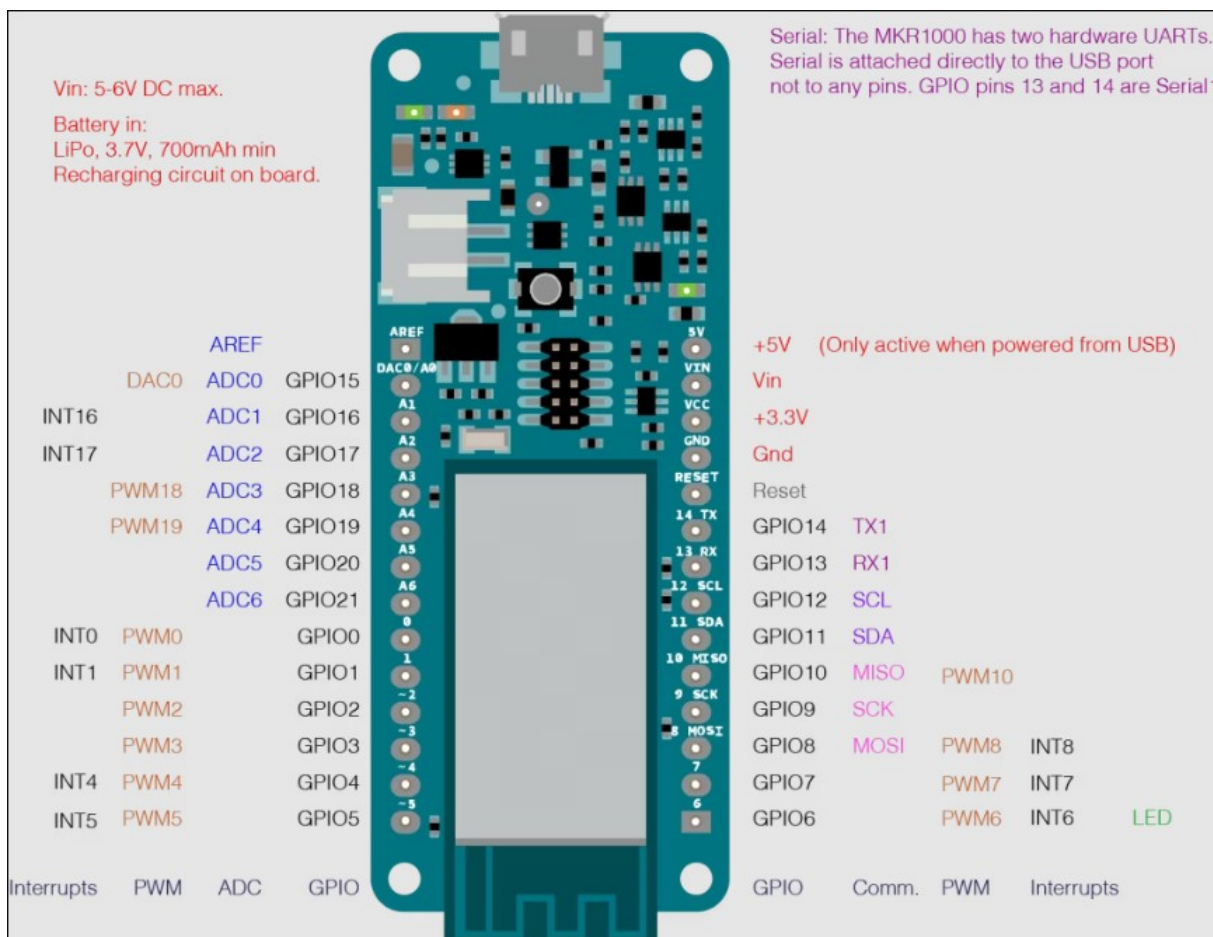 Serial: The MKR1000 has two hardware UARTs.
Serial is attached directly to the USB port
not to any pins. GPIO pins 13 and 14 are Serial1
Vin: 5-6V DC max.
Battery in:
LiPo, 3.7V, 700mAh min
Recharging circuit on board.
AREF AREF 5V +5V (Only active when powered from USB)
DAC0 ADC0 GPIO15 DAC0/A0 VIN Vin
INT16 ADC1 GPIO16 A1 VCC +3.3V
INT17 ADC2 GPIO17 A2 GND Gnd
PWM18 ADC3 GPIO18 A3 RESET Reset
PWM19 ADC4 GPIO19 A4 14 TX GPIO14 TX1
ADC5 GPIO20 A5 13 RX GPIO13 RX1
ADC6 GPIO21 A6 12 SCL GPIO12 SCL
INT0 PWM0 GPIO0 0 11 SDA GPIO11 SDA
INT1 PWM1 GPIO1 1 10 MISO GPIO10 MISO PWM10
PWM2 GPIO2 ~2 9 SCK GPIO9 SCK
PWM3 GPIO3 ~3 8 MOSI GPIO8 MOSI PWM8 INT8
INT4 PWM4 GPIO4 ~4 7 GPIO7 PWM7 INT7
INT5 PWM5 GPIO5 ~5 6 GPIO6 PWM6 INT6 LED
Interrupts PWM ADC GPIO GPIO Comm. PWM Interrupts